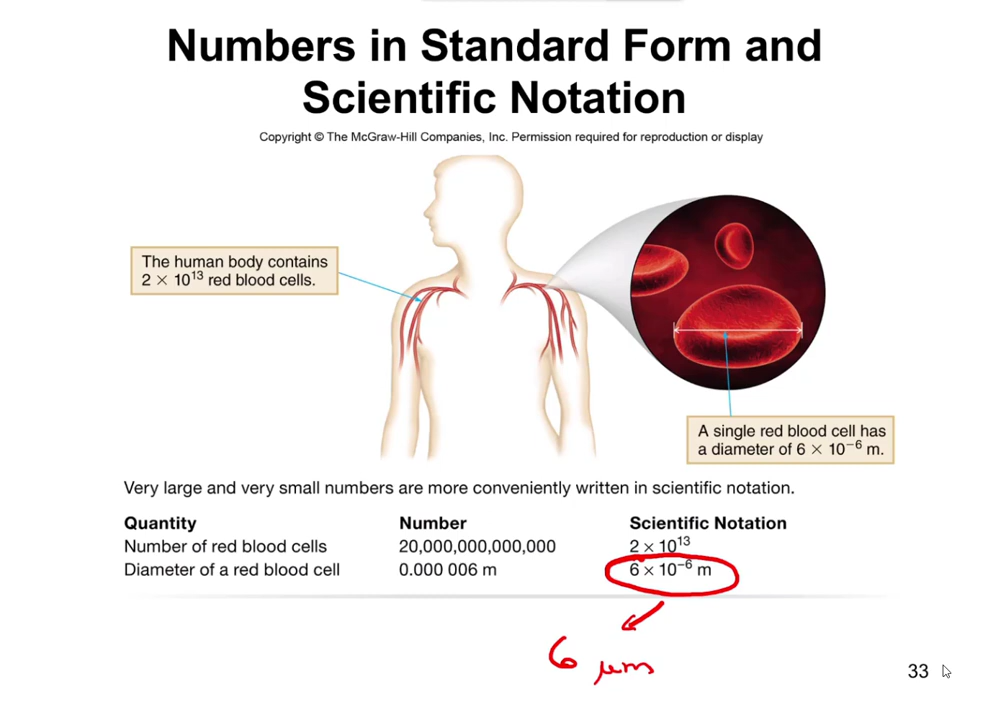 Numbers in Standard Form and
Scientific Notation
Copyright © The McGraw-Hill Companies, Inc. Permission required for reproduction or display
The human body contains
2 × 10¹³ red blood cells.
A single red blood cell has
a diameter of 6 × 10⁻⁶ m.
Very large and very small numbers are more conveniently written in scientific notation.
Quantity Number Scientific Notation
Number of red blood cells 20,000,000,000,000 2 × 10¹³
Diameter of a red blood cell 0.000 006 m 6 × 10⁻⁶ m
6 μm
33